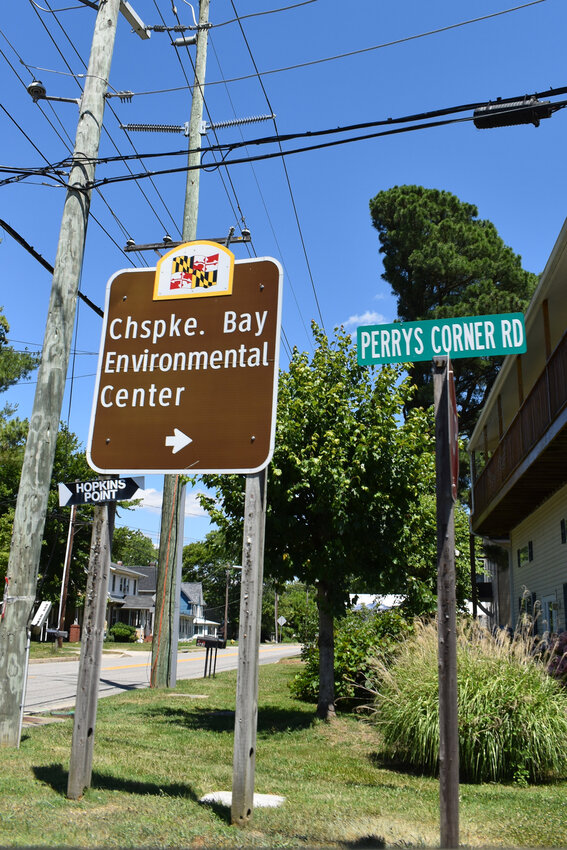 Chspke. Bay
Environmental
Center
PERRYS CORNER RD
HOPKINS
POINT